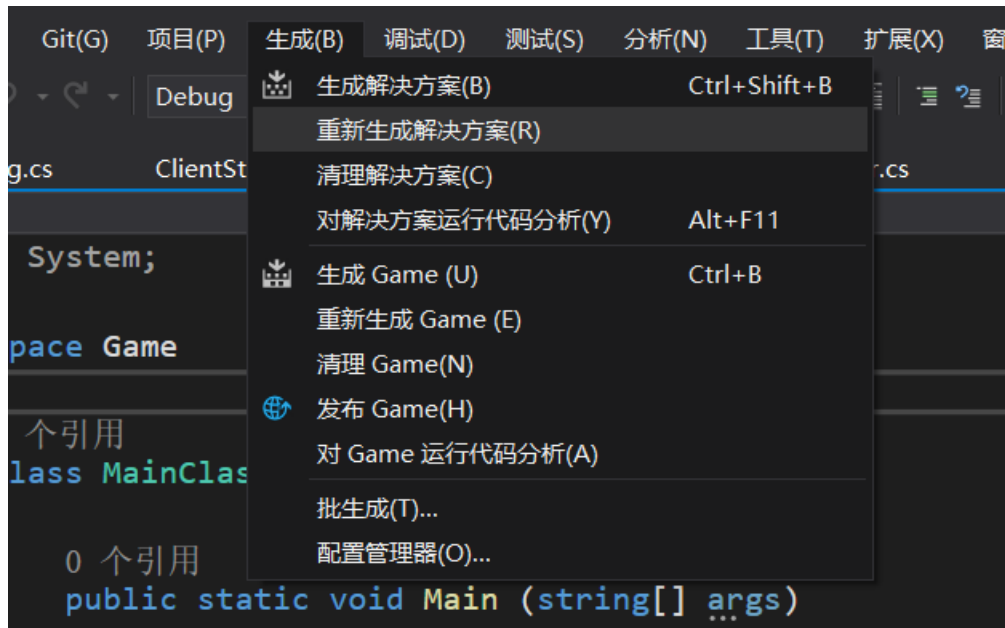 Git(G) 项目(P) 生成(B) 调试(D) 测试(S) 分析(N) 工具(T) 扩展(X) 窗
Debug
生成解决方案(B) Ctrl+Shift+B
重新生成解决方案(R)
g.cs ClientSt r.cs
清理解决方案(C)
对解决方案运行代码分析(Y) Alt+F11
System;
生成 Game (U) Ctrl+B
重新生成 Game (E)
pace Game
清理 Game(N)
发布 Game(H)
个引用
对 Game 运行代码分析(A)
lass MainClas
批生成(T)...
配置管理器(O)...
0 个引用
public static void Main (string[] args)